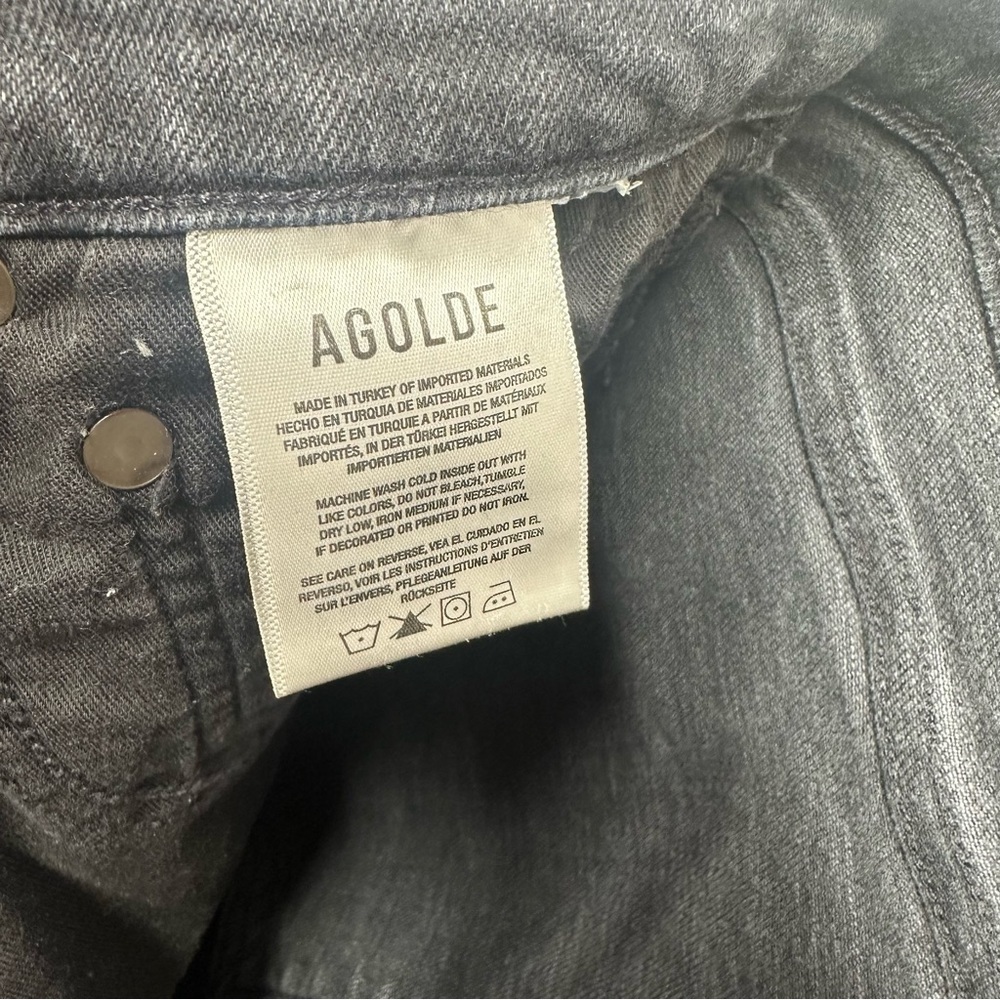 AGOLDE
MADE IN TURKEY OF IMPORTED MATERIALS
HECHO EN TURQUIA DE MATERIALES IMPORTADOS
FABRIQUÉ EN TURQUIE A PARTIR DE MATÉRIAUX
IMPORTÉS, IN DER TÜRKEI HERGESTELLT MIT
IMPORTIERTEN MATERIALIEN
MACHINE WASH COLD INSIDE OUT WITH
LIKE COLORS, DO NOT BLEACH,TUMBLE
DRY LOW, IRON MEDIUM IF NECESSARY,
IF DECORATED OR PRINTED DO NOT IRON.
SEE CARE ON REVERSE, VEA EL CUIDADO EN EL
REVERSO, VOIR LES INSTRUCTIONS D'ENTRETIEN
SUR L'ENVERS, PFLEGEANLEITUNG AUF DER
RÜCKSEITE